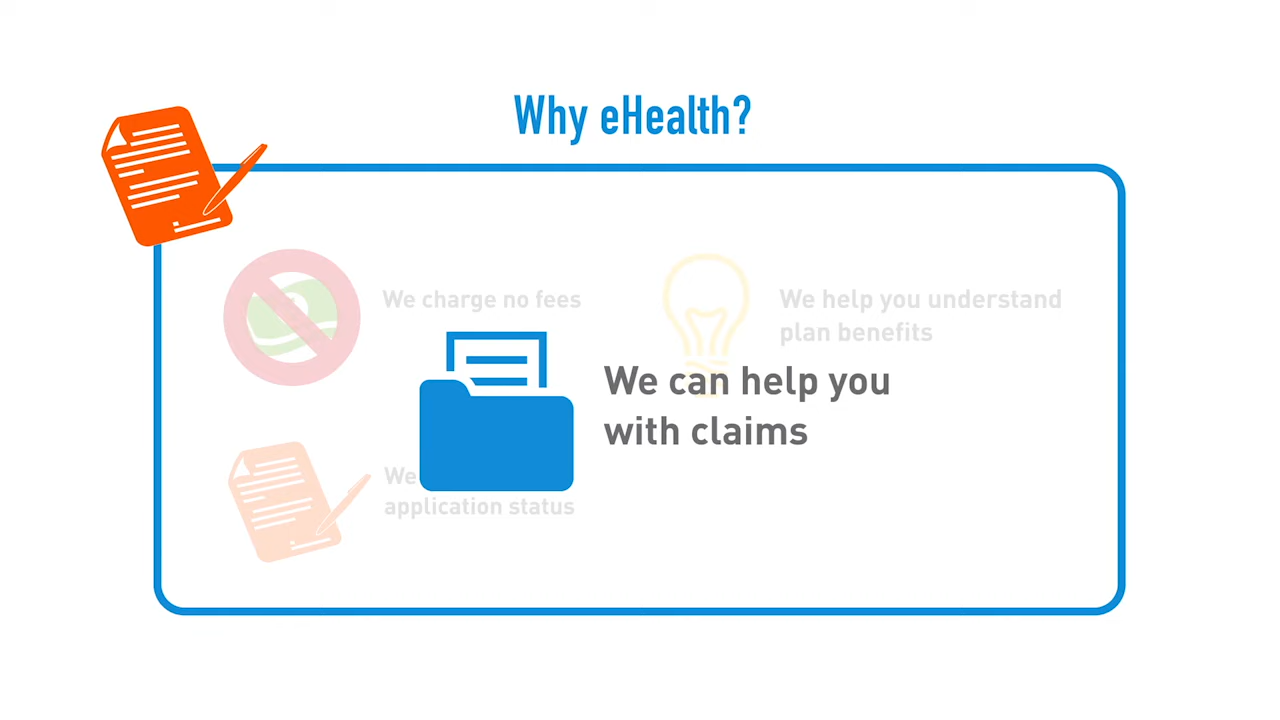 Why eHealth?
We charge no fees
We help you understand
plan benefits
We can help you
with claims
We
application status